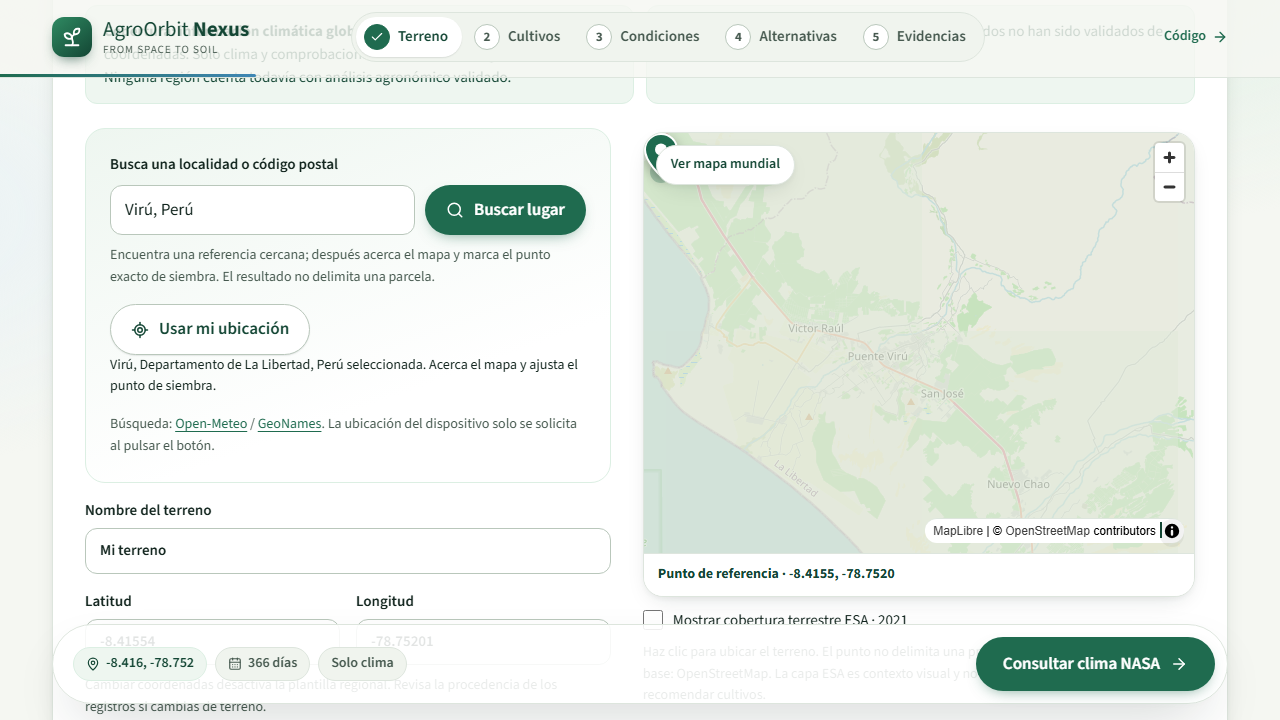 AgroOrbit Nexus
FROM SPACE TO SOIL
Terreno
2 Cultivos
3 Condiciones
4 Alternativas
5 Evidencias
Código
Ninguna región cuenta todavía con análisis agronómico validado.
Busca una localidad o código postal
Virú, Perú
Buscar lugar
Encuentra una referencia cercana; después acerca el mapa y marca el punto
exacto de siembra. El resultado no delimita una parcela.
Usar mi ubicación
Virú, Departamento de La Libertad, Perú seleccionada. Acerca el mapa y ajusta el
punto de siembra.
Búsqueda: Open-Meteo / GeoNames. La ubicación del dispositivo solo se solicita
al pulsar el botón.
Nombre del terreno
Mi terreno
Latitud
Longitud
-8.41554
-78.75201
Cambiar coordenadas desactiva la plantilla regional. Revisa la procedencia de los
registros si cambias de terreno.
Ver mapa mundial
+
−
Víctor Raúl
Puente Virú
San José
La Libertad
Nuevo Chao
MapLibre | © OpenStreetMap contributors
Punto de referencia · -8.4155, -78.7520
Mostrar cobertura terrestre ESA · 2021
Haz clic para ubicar el terreno. El punto no delimita una
base: OpenStreetMap. La capa ESA es contexto visual y no
recomendar cultivos.
-8.416, -78.752
366 días
Solo clima
Consultar clima NASA